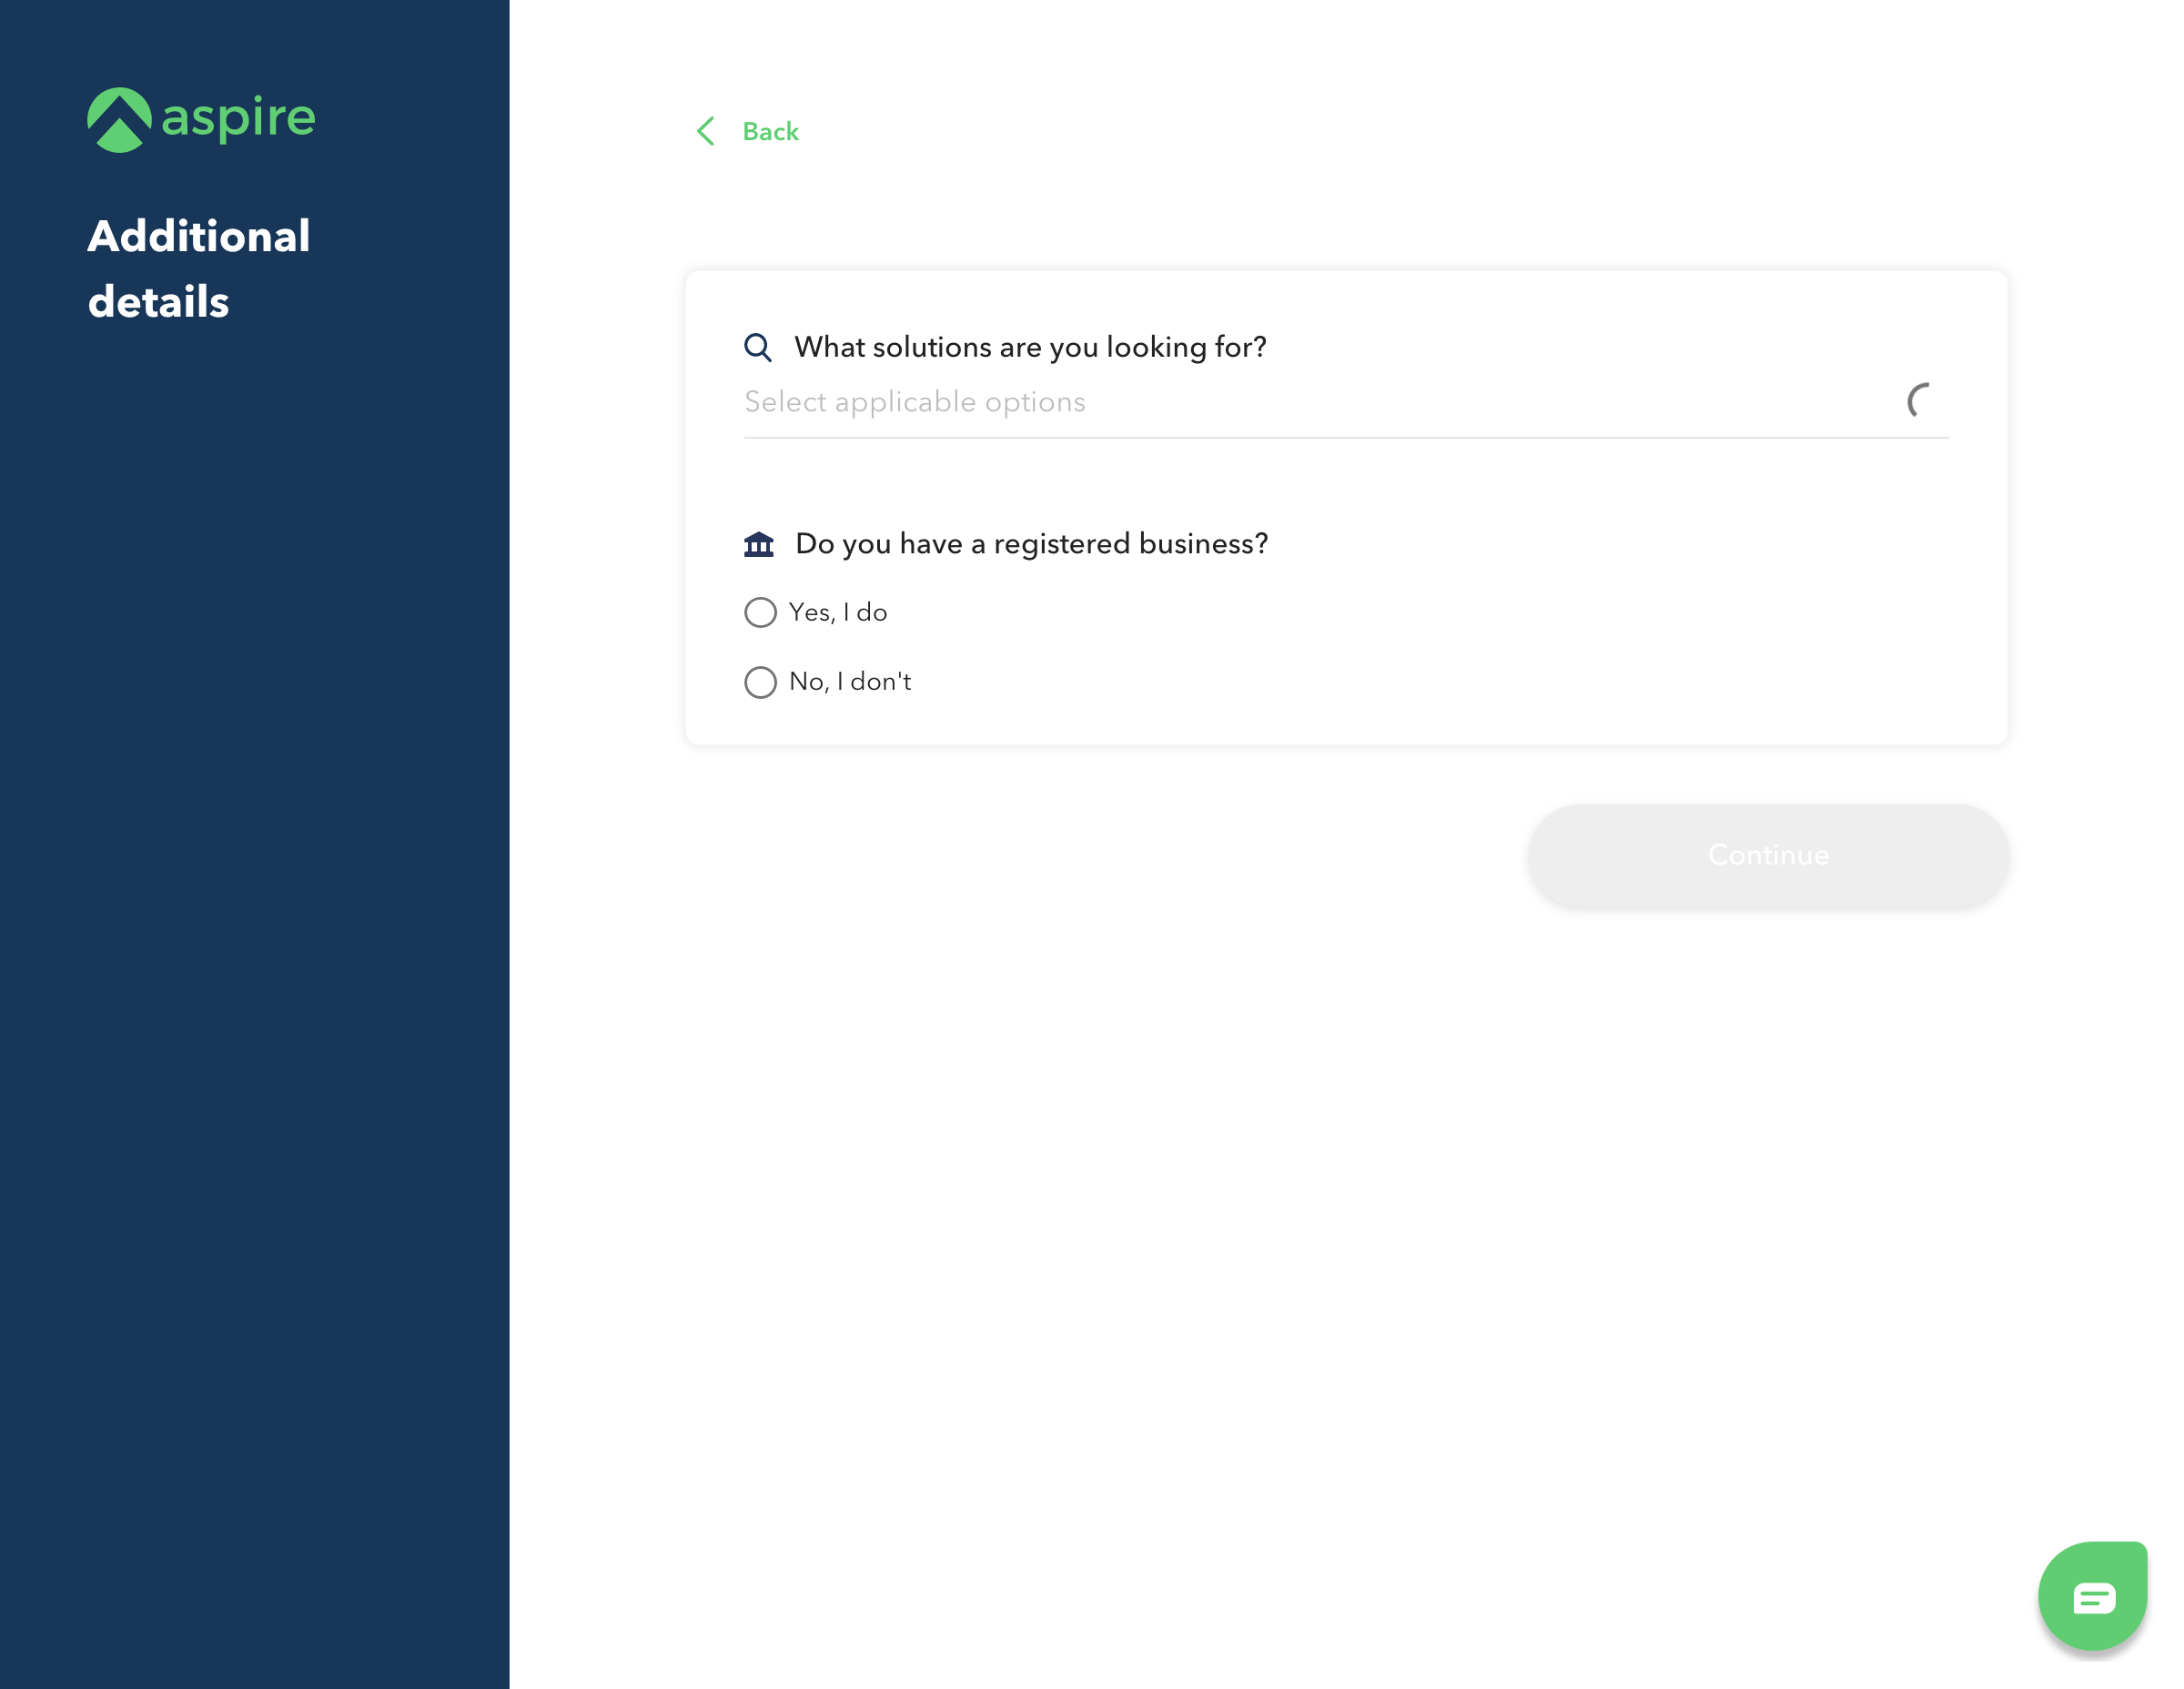 aspire
Additional
details
Back
What solutions are you looking for?
Select applicable options
Do you have a registered business?
Yes, I do
No, I don't
Continue